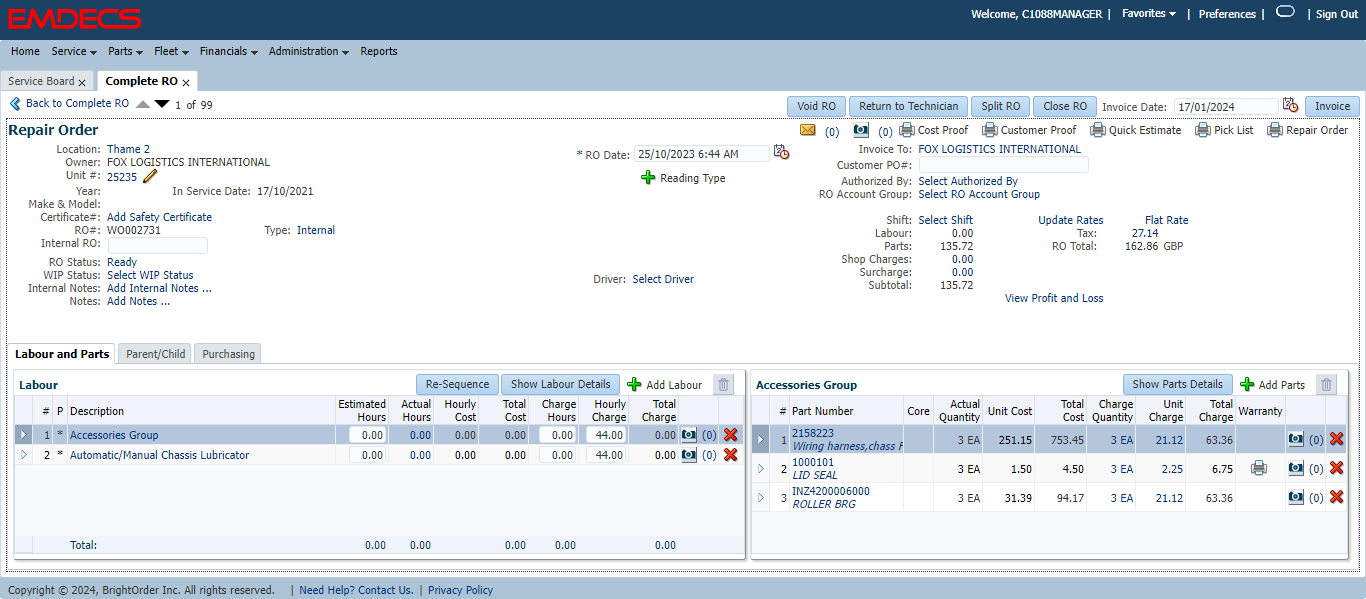 EMDECS
Welcome, C1088MANAGER | Favorites | Preferences | | Sign Out
Home Service Parts Fleet Financials Administration Reports
Service Board x Complete RO x
Back to Complete RO 1 of 99 Void RO Return to Technician Split RO Close RO Invoice Date: 17/01/2024 Invoice
Repair Order (0) (0) Cost Proof Customer Proof Quick Estimate Pick List Repair Order
Location: Thame 2 * RO Date: 25/10/2023 6:44 AM Invoice To: FOX LOGISTICS INTERNATIONAL
Owner: FOX LOGISTICS INTERNATIONAL Customer PO#:
Unit #: 25235 Reading Type Authorized By: Select Authorized By
Year: In Service Date: 17/10/2021 RO Account Group: Select RO Account Group
Make & Model:
Certificate#: Add Safety Certificate Shift: Select Shift Update Rates Flat Rate
RO#: WO002731 Type: Internal Labour: 0.00 Tax: 27.14
Internal RO: Parts: 135.72 RO Total: 162.86 GBP
RO Status: Ready Shop Charges: 0.00
WIP Status: Select WIP Status Driver: Select Driver Surcharge: 0.00
Internal Notes: Add Internal Notes ... Subtotal: 135.72
Notes: Add Notes ... View Profit and Loss
Labour and Parts Parent/Child Purchasing
Labour Re-Sequence Show Labour Details Add Labour
# P Description Estimated Hours Actual Hours Hourly Cost Total Cost Charge Hours Hourly Charge Total Charge
1 * Accessories Group 0.00 0.00 0.00 0.00 0.00 44.00 0.00 (0)
2 * Automatic/Manual Chassis Lubricator 0.00 0.00 0.00 0.00 0.00 44.00 0.00 (0)
Total: 0.00 0.00 0.00 0.00 0.00
Accessories Group Show Parts Details Add Parts
# Part Number Core Actual Quantity Unit Cost Total Cost Charge Quantity Unit Charge Total Charge Warranty
1 2158223 3 EA 251.15 753.45 3 EA 21.12 63.36 (0)
Wiring harness,chass F
2 1000101 3 EA 1.50 4.50 3 EA 2.25 6.75 (0)
LID SEAL
3 INZ4200006000 3 EA 31.39 94.17 3 EA 21.12 63.36 (0)
ROLLER BRG
Copyright © 2024, BrightOrder Inc. All rights reserved. | Need Help? Contact Us. | Privacy Policy